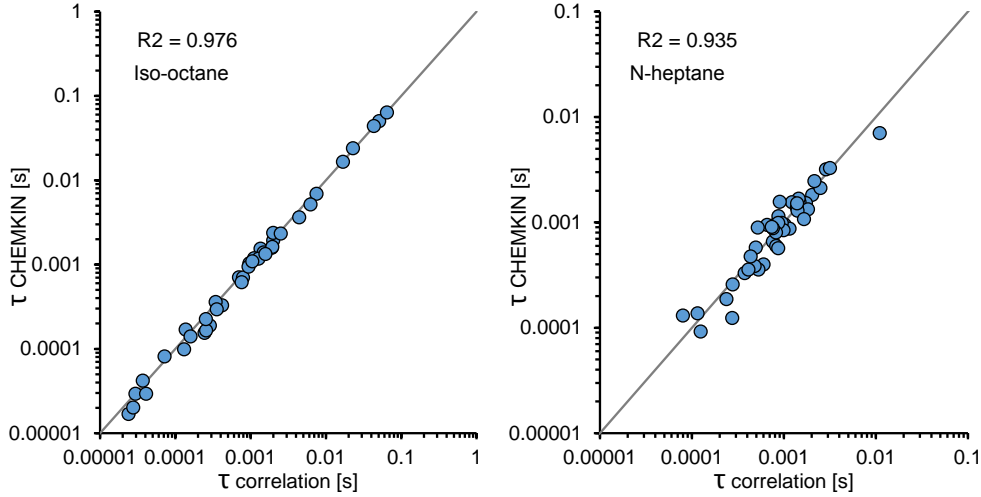 R2 = 0.976
Iso-octane
1
0.1
0.01
0.001
0.0001
0.00001
τ CHEMKIN [s]
0.00001
0.0001
0.001
0.01
0.1
1
τ correlation [s]
R2 = 0.935
N-heptane
0.1
0.01
0.001
0.0001
0.00001
τ CHEMKIN [s]
0.00001
0.0001
0.001
0.01
0.1
τ correlation [s]